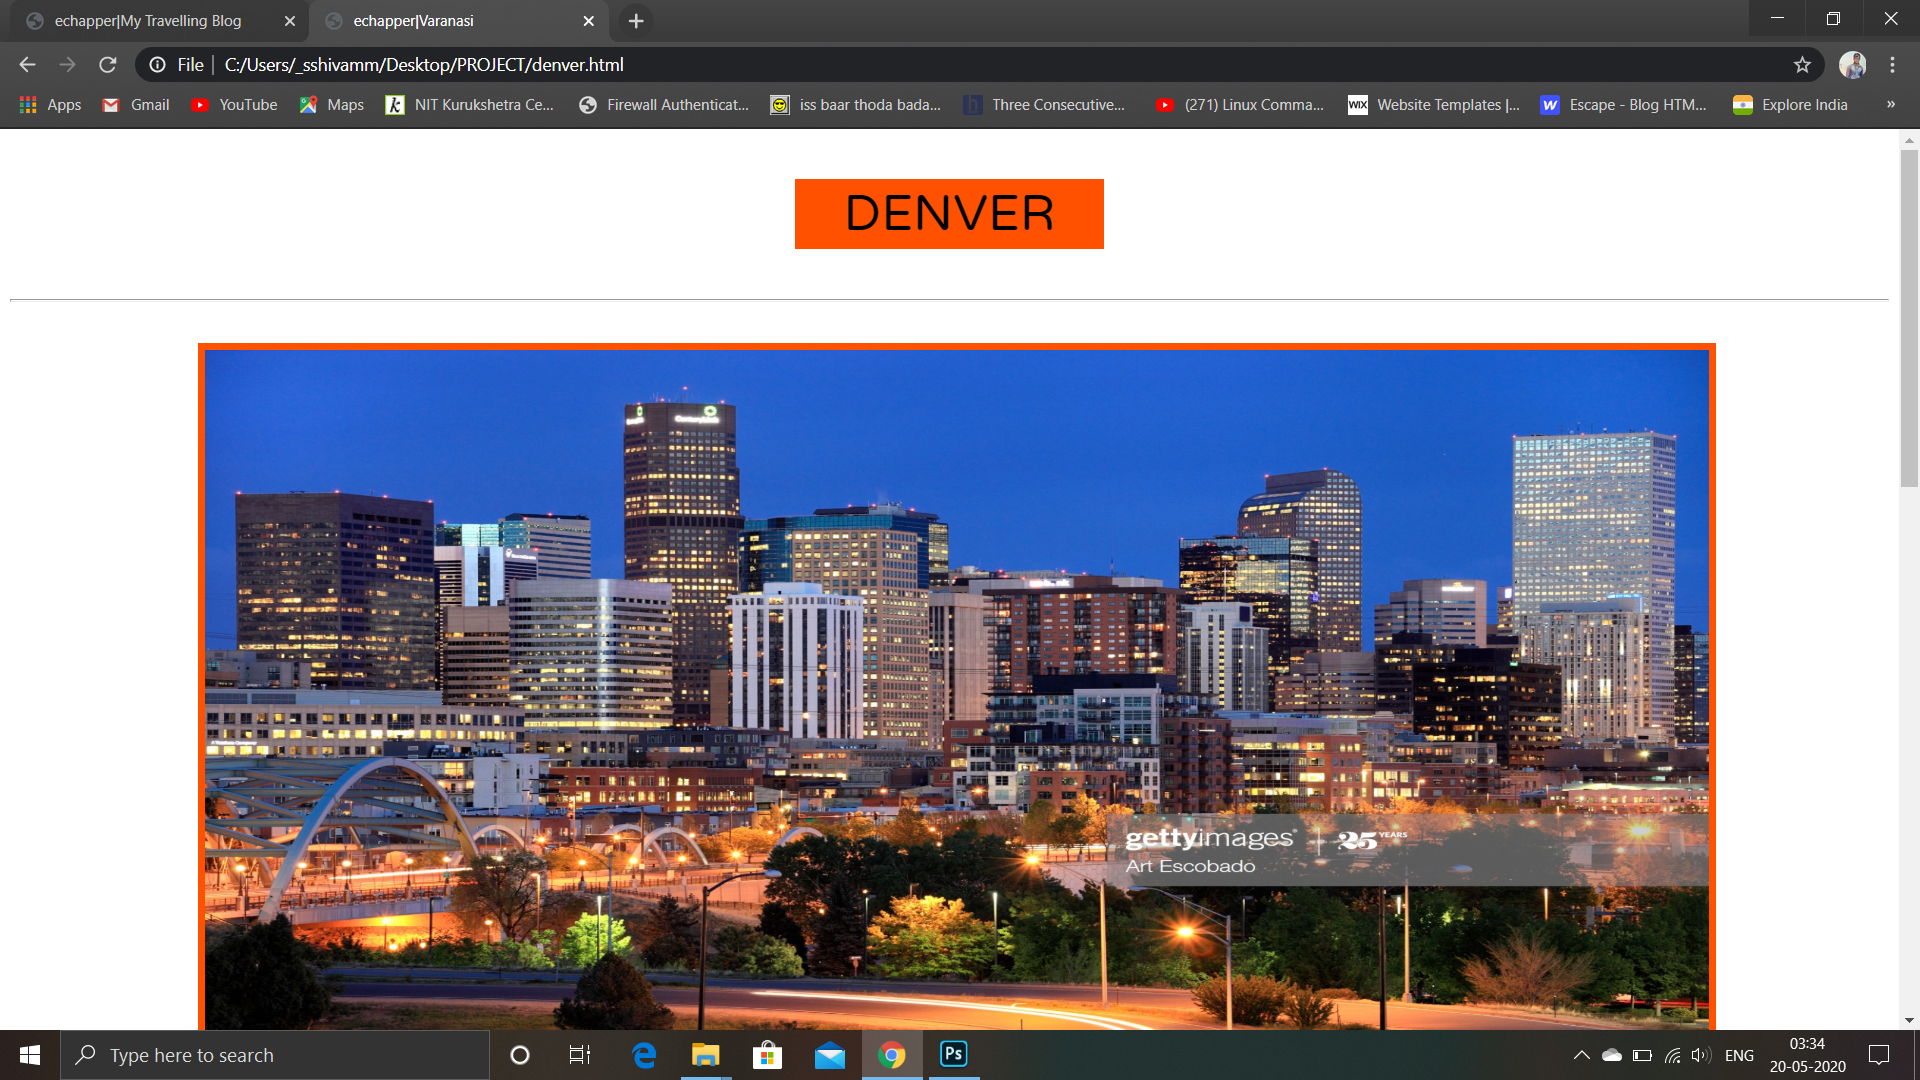 echapper|My Travelling Blog
echapper|Varanasi
File | C:/Users/_sshivamm/Desktop/PROJECT/denver.html
Apps
Gmail
YouTube
Maps
k
NIT Kurukshetra Ce...
Firewall Authenticat...
iss baar thoda bada...
h
Three Consecutive...
(271) Linux Comma...
WIX
Website Templates |...
W
Escape - Blog HTM...
Explore India
»
DENVER
gettyimages | 25 YEARS
Art Escobado
Type here to search
Ps
ENG
03:34
20-05-2020